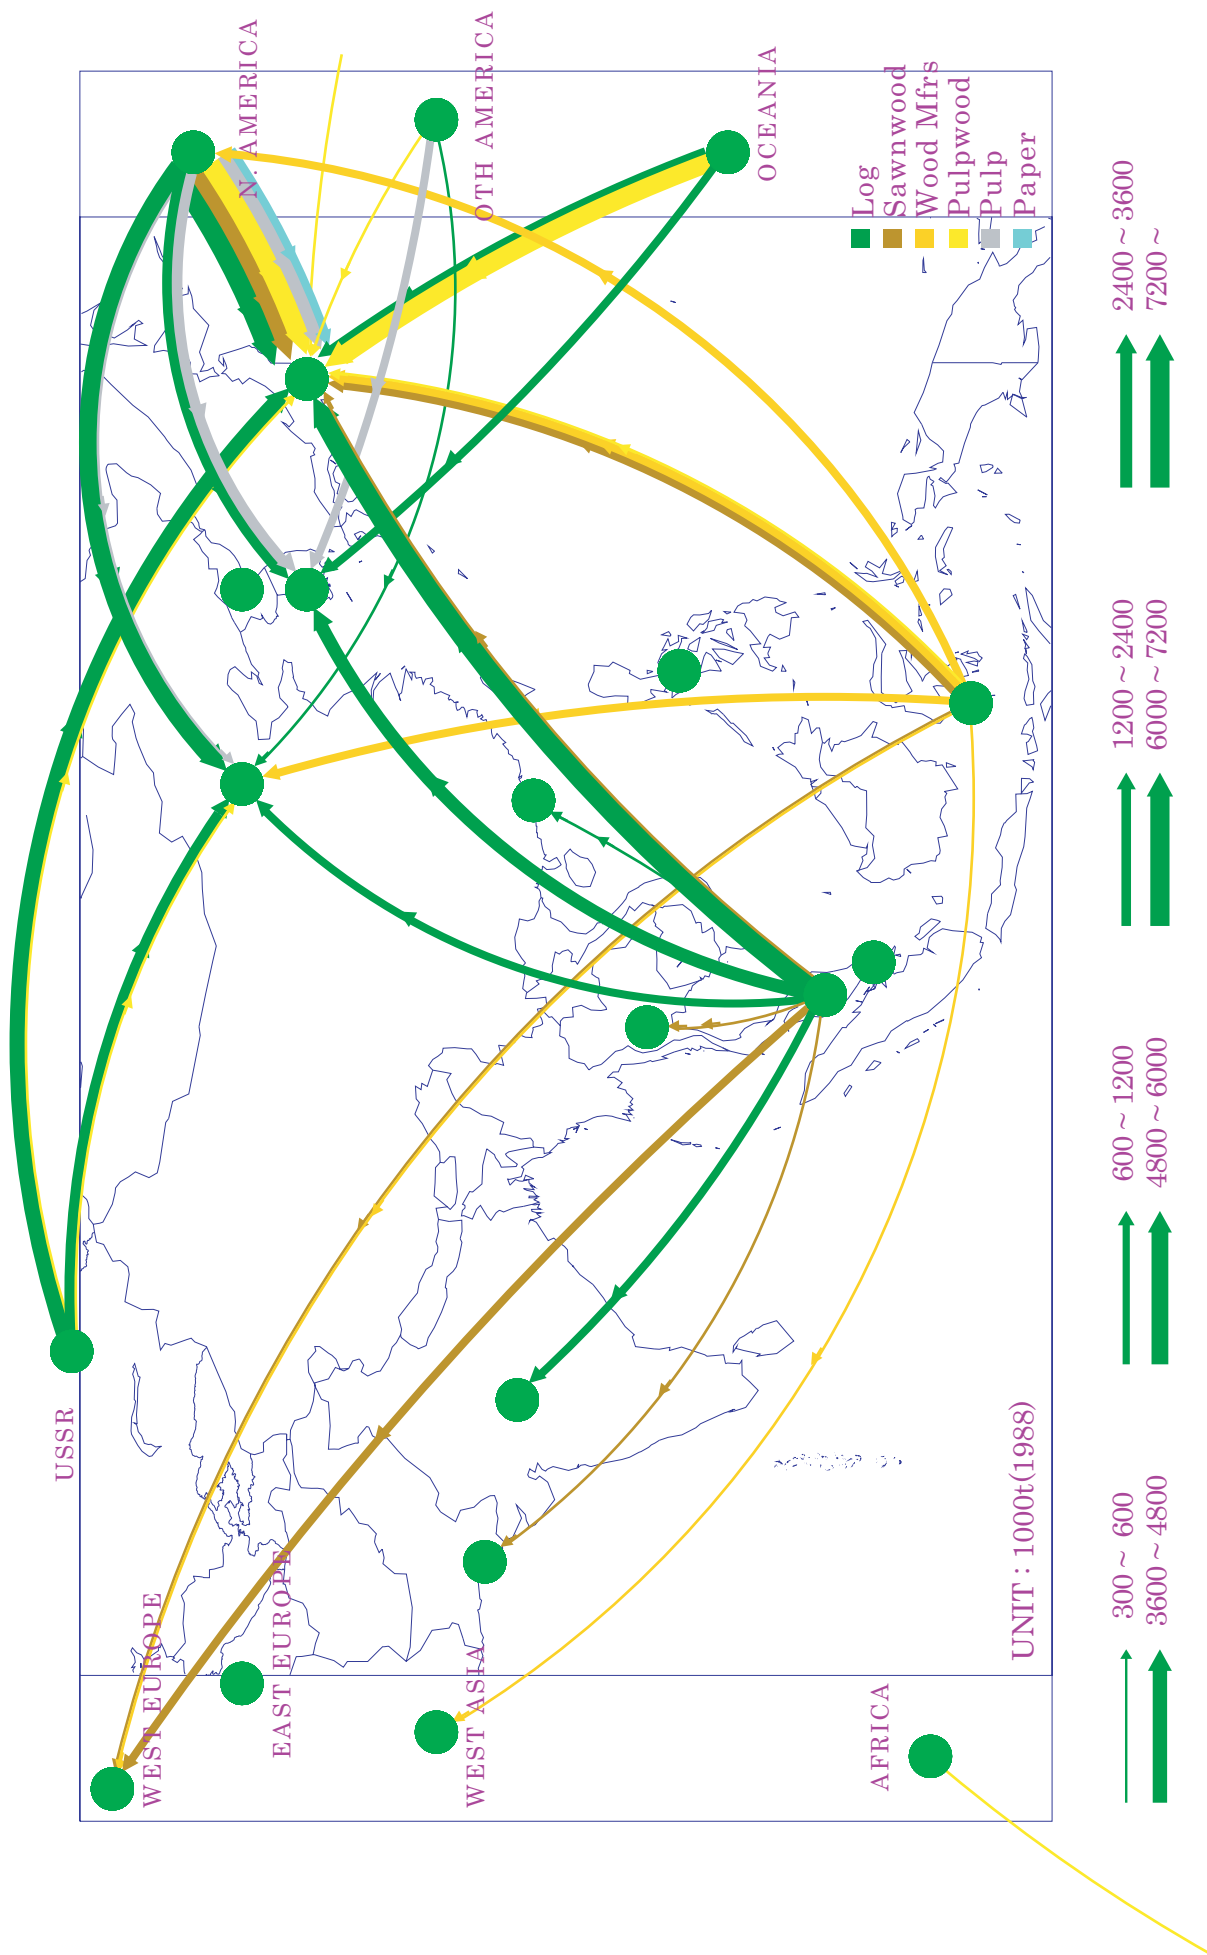 USSR
N. AMERICA
OTH AMERICA
OCEANIA
WEST EUROPE
EAST EUROPE
WEST ASIA
AFRICA
Log
Sawnwood
Wood Mfrs
Pulpwood
Pulp
Paper
UNIT : 1000t(1988)
300 ~ 600
600 ~ 1200
1200 ~ 2400
2400 ~ 3600
3600 ~ 4800
4800 ~ 6000
6000 ~ 7200
7200 ~